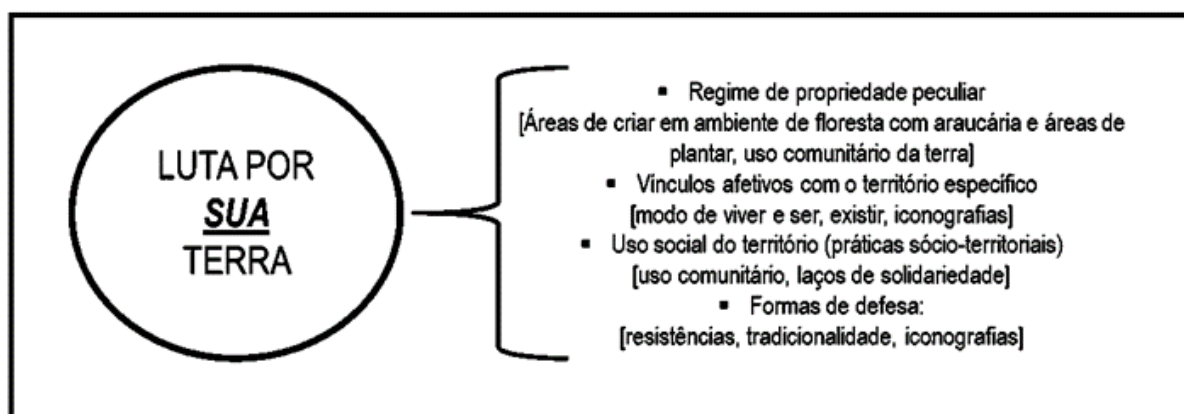 LUTA POR
SUA
TERRA
▪ Regime de propriedade peculiar
[Áreas de criar em ambiente de floresta com araucária e áreas de
plantar, uso comunitário da terra]
▪ Vínculos afetivos com o território específico
[modo de viver e ser, existir, iconografias]
▪ Uso social do território (práticas sócio-territoriais)
[uso comunitário, laços de solidariedade]
▪ Formas de defesa:
[resistências, tradicionalidade, iconografias]